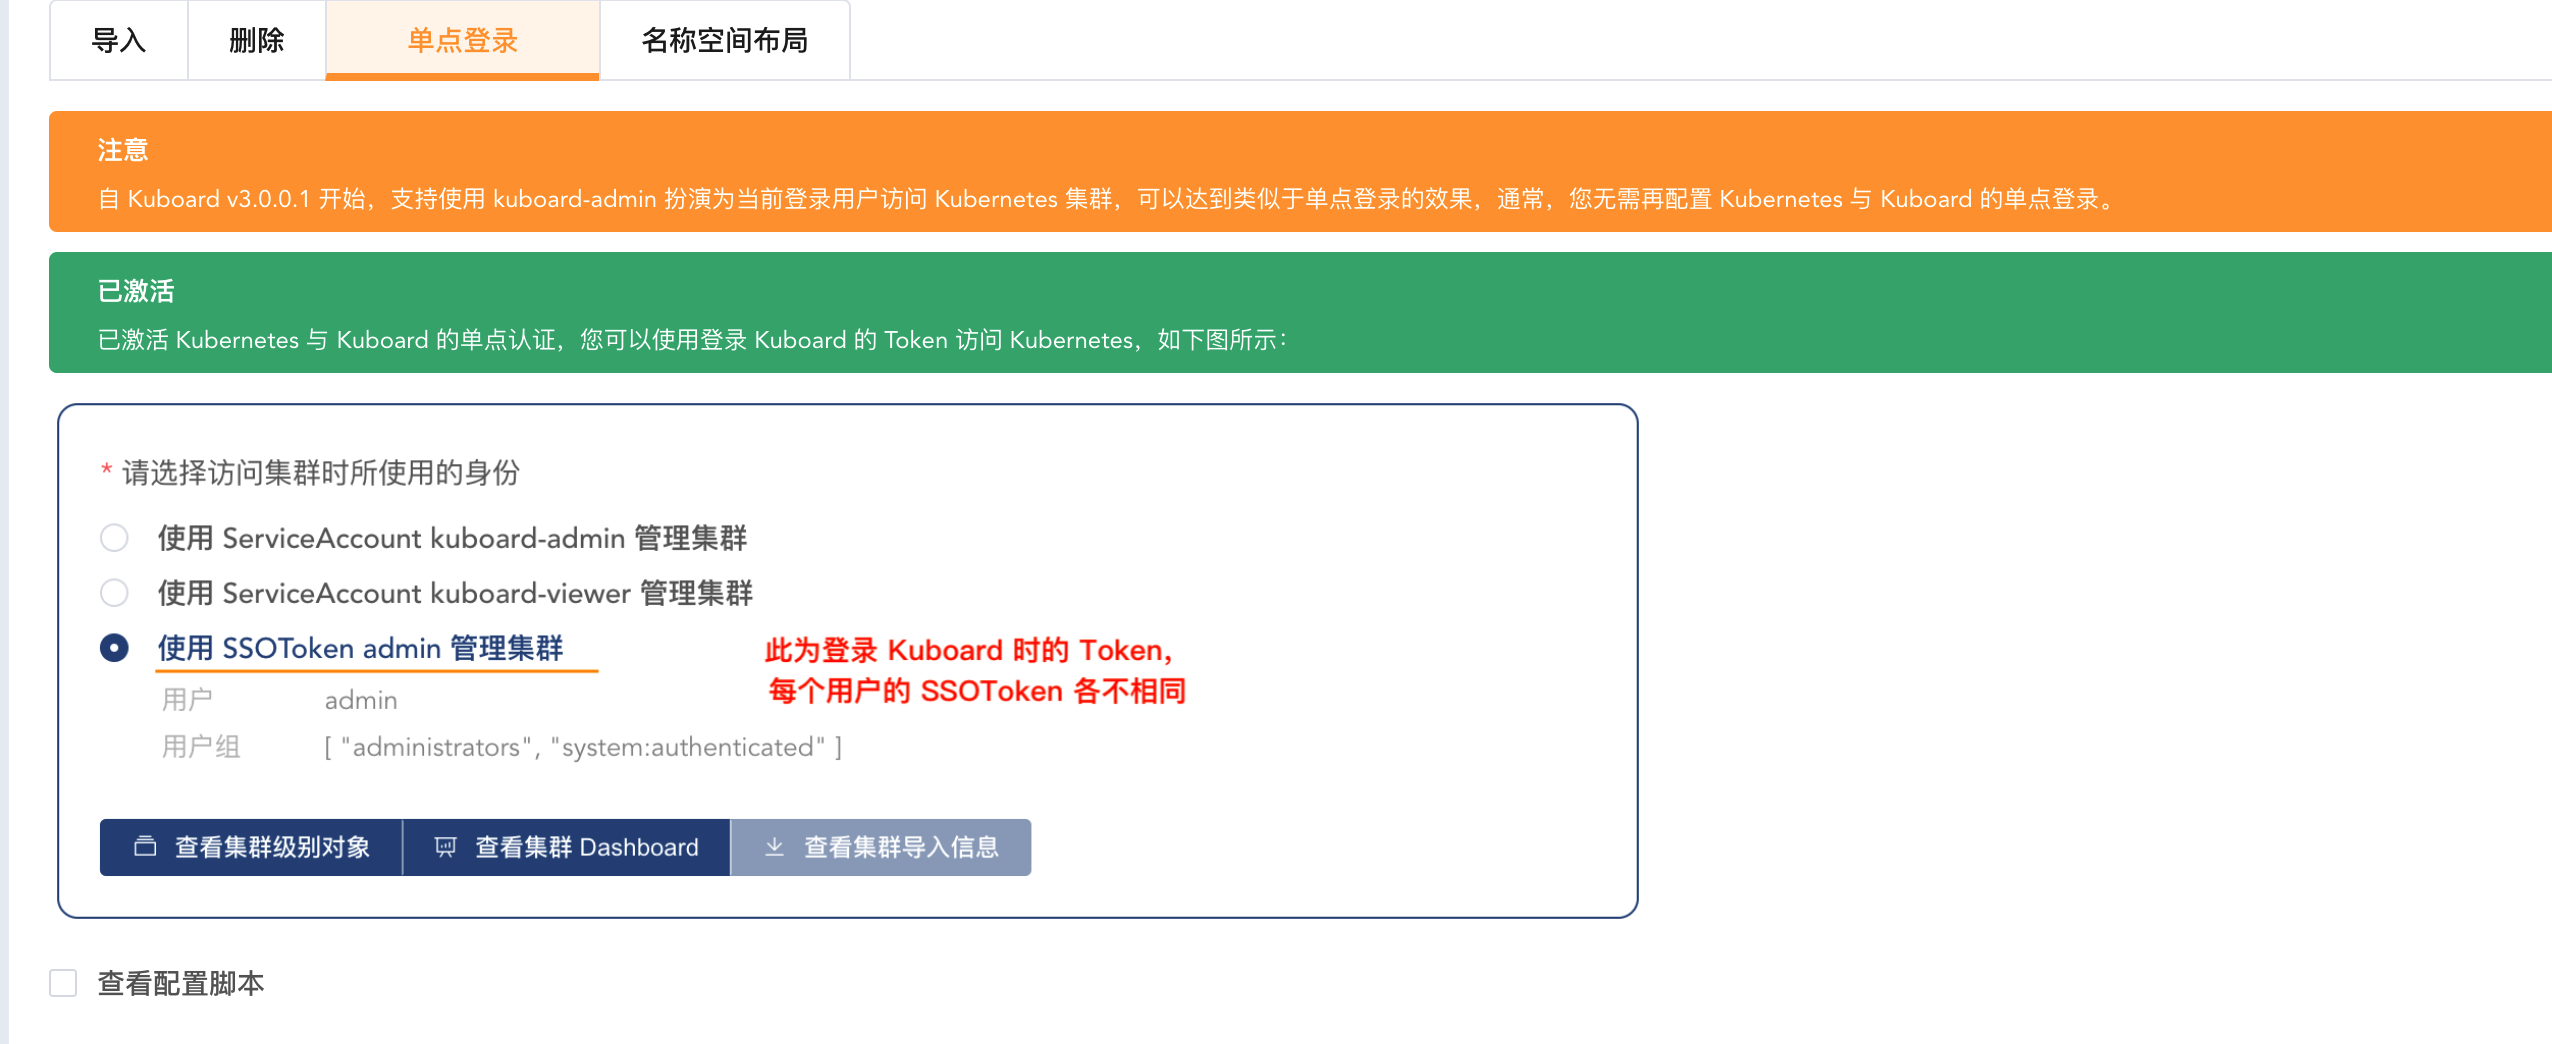 导入 删除 单点登录 名称空间布局
注意
自 Kuboard v3.0.0.1 开始，支持使用 kuboard-admin 扮演为当前登录用户访问 Kubernetes 集群，可以达到类似于单点登录的效果，通常，您无需再配置 Kubernetes 与 Kuboard 的单点登录。
已激活
已激活 Kubernetes 与 Kuboard 的单点认证，您可以使用登录 Kuboard 的 Token 访问 Kubernetes，如下图所示：
* 请选择访问集群时所使用的身份
使用 ServiceAccount kuboard-admin 管理集群
使用 ServiceAccount kuboard-viewer 管理集群
使用 SSOToken admin 管理集群
此为登录 Kuboard 时的 Token，
每个用户的 SSOToken 各不相同
用户 admin
用户组 [ "administrators", "system:authenticated" ]
查看集群级别对象 查看集群 Dashboard 查看集群导入信息
查看配置脚本